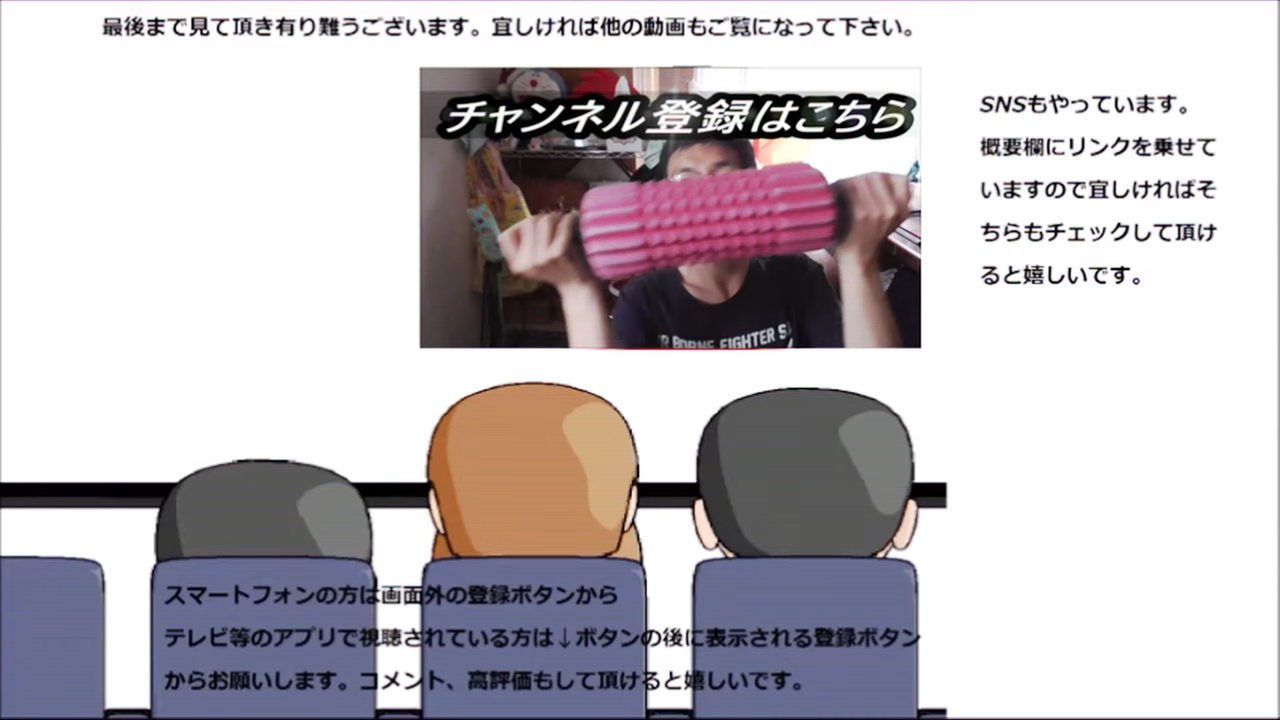 最後まで見て頂き有り難うございます。宜しければ他の動画もご覧になって下さい。
チャンネル登録はこちら
SNSもやっています。
概要欄にリンクを乗せて
いますので宜しければそ
ちらもチェックして頂け
ると嬉しいです。
BORNE FIGHTER
スマートフォンの方は画面外の登録ボタンから
テレビ等のアプリで視聴されている方は↓ボタンの後に表示される登録ボタン
からお願いします。コメント、高評価もして頂けると嬉しいです。